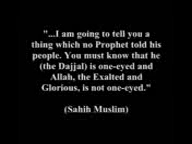 "...I am going to tell you a
thing which no Prophet told his
people. You must know that he
(the Dajjal) is one-eyed and
Allah, the Exalted and
Glorious, is not one-eyed."
(Sahih Muslim)